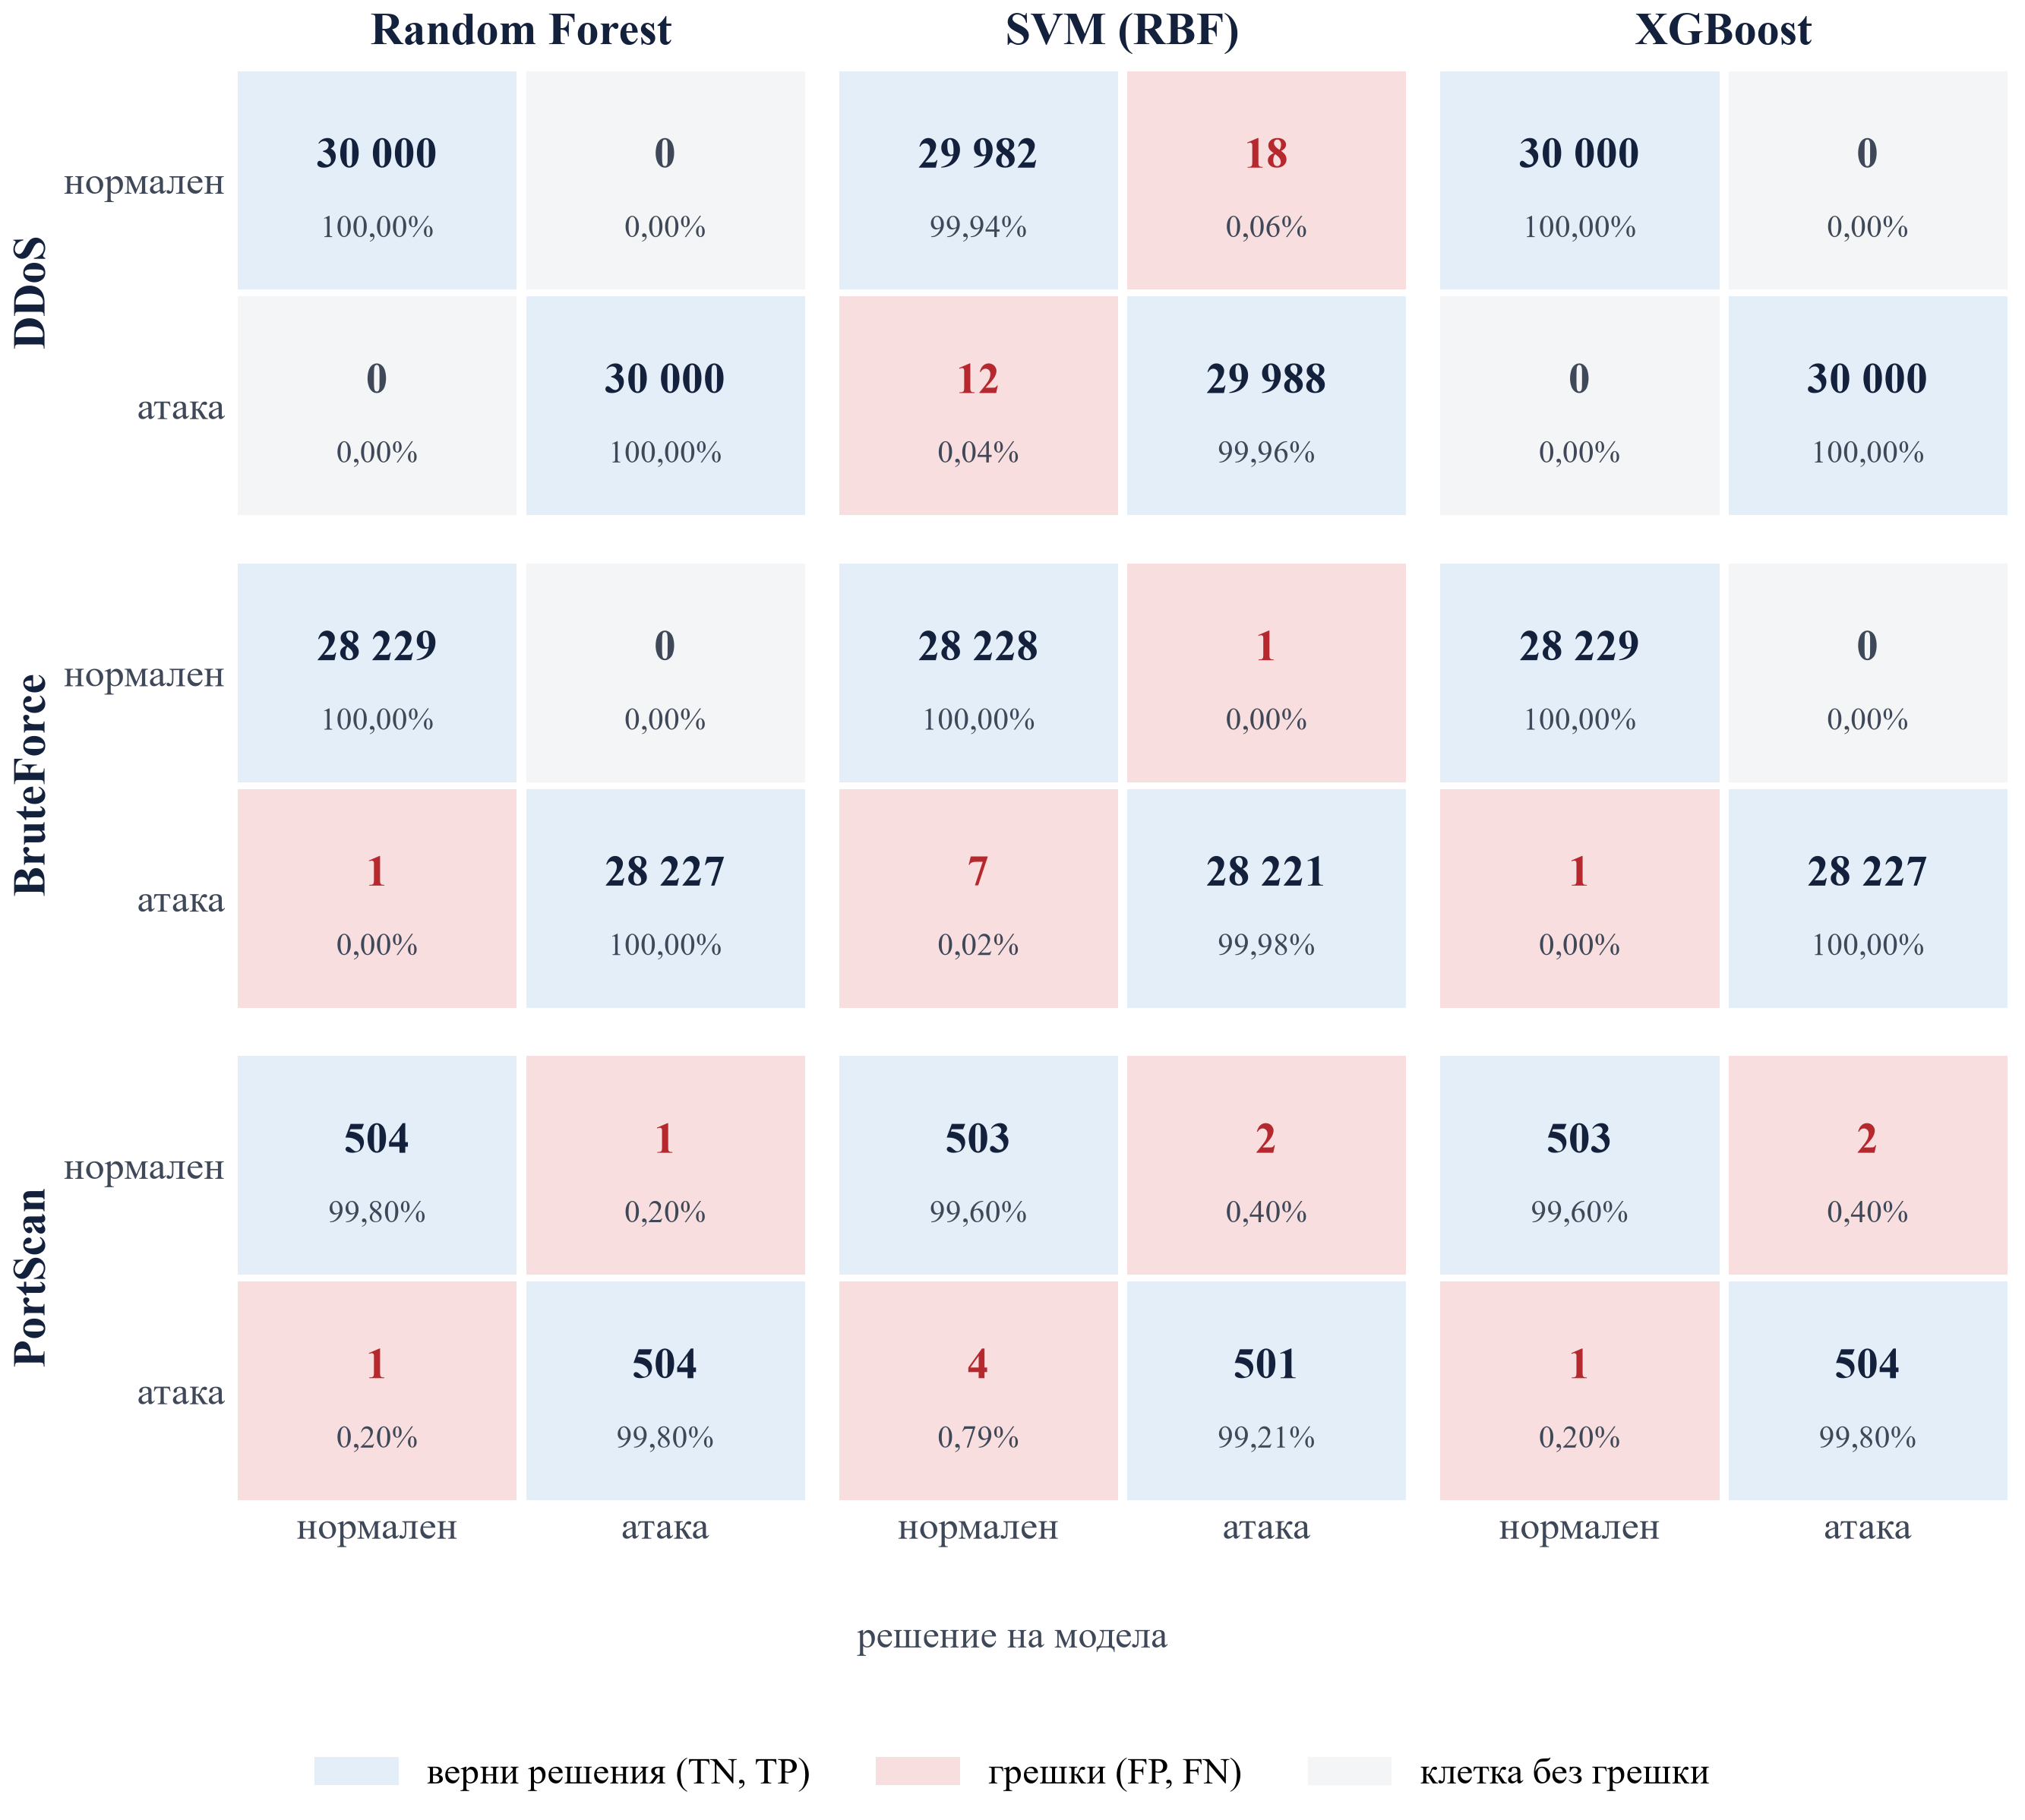 Random Forest SVM (RBF) XGBoost
DDoS
нормален
30 000 0 29 982 18 30 000 0
100,00% 0,00% 99,94% 0,06% 100,00% 0,00%
атака
0 30 000 12 29 988 0 30 000
0,00% 100,00% 0,04% 99,96% 0,00% 100,00%
BruteForce
нормален
28 229 0 28 228 1 28 229 0
100,00% 0,00% 100,00% 0,00% 100,00% 0,00%
атака
1 28 227 7 28 221 1 28 227
0,00% 100,00% 0,02% 99,98% 0,00% 100,00%
PortScan
нормален
504 1 503 2 503 2
99,80% 0,20% 99,60% 0,40% 99,60% 0,40%
атака
1 504 4 501 1 504
0,20% 99,80% 0,79% 99,21% 0,20% 99,80%
нормален атака нормален атака нормален атака
решение на модела
верни решения (TN, TP) грешки (FP, FN) клетка без грешки